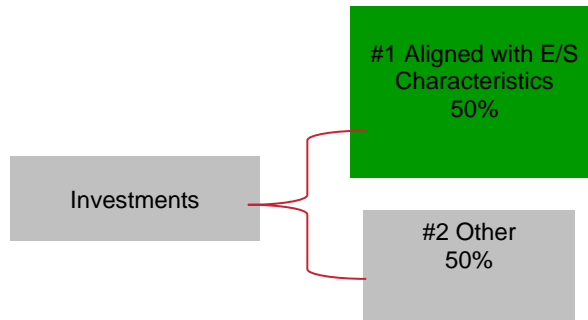 #1 Aligned with E/S
Characteristics
50%
Investments
#2 Other
50%